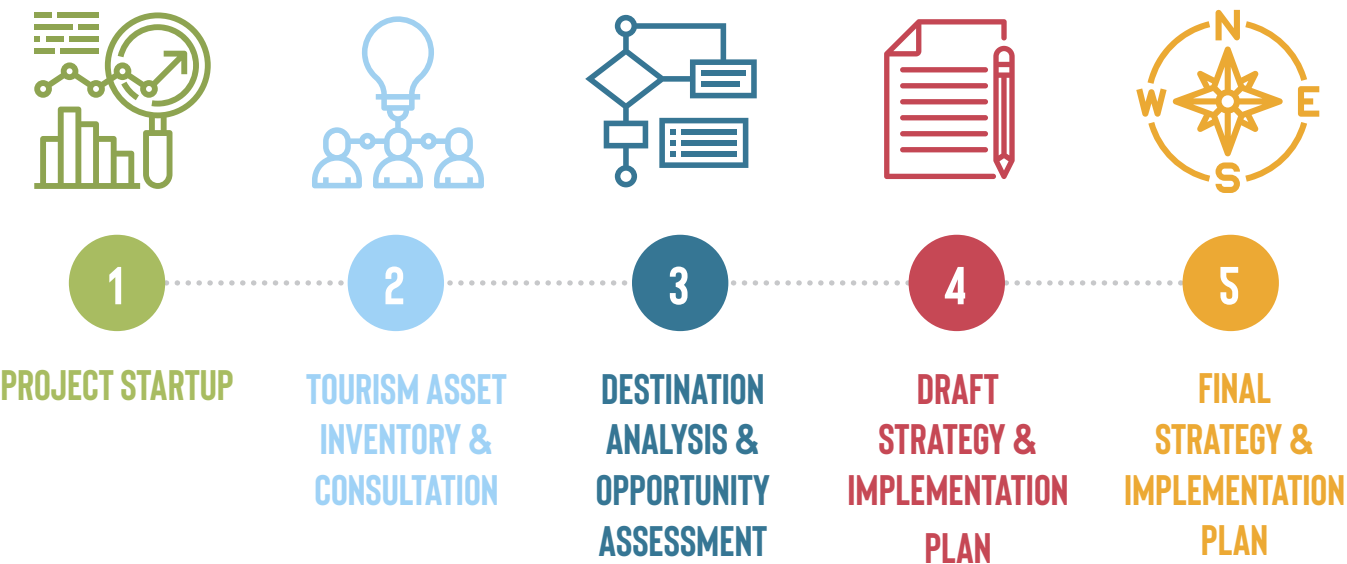 N
W
E
S
1
2
3
4
5
PROJECT STARTUP
TOURISM ASSET
INVENTORY &
CONSULTATION
DESTINATION
ANALYSIS &
OPPORTUNITY
ASSESSMENT
DRAFT
STRATEGY &
IMPLEMENTATION
PLAN
FINAL
STRATEGY &
IMPLEMENTATION
PLAN